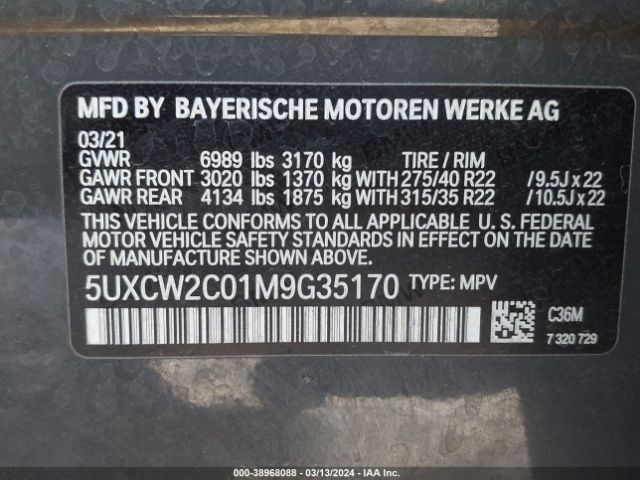 MFD BY BAYERISCHE MOTOREN WERKE AG
03/21
GVWR 6989 lbs 3170 kg TIRE / RIM
GAWR FRONT 3020 lbs 1370 kg WITH 275/40 R22 /9.5J x 22
GAWR REAR 4134 lbs 1875 kg WITH 315/35 R22 /10.5J x 22
THIS VEHICLE CONFORMS TO ALL APPLICABLE U. S. FEDERAL
MOTOR VEHICLE SAFETY STANDARDS IN EFFECT ON THE DATE
OF MANUFACTURE SHOWN ABOVE.
5UXCW2C01M9G35170 TYPE: MPV
C36M
7 320 729
000-38968088 — 03/13/2024 — IAA Inc.